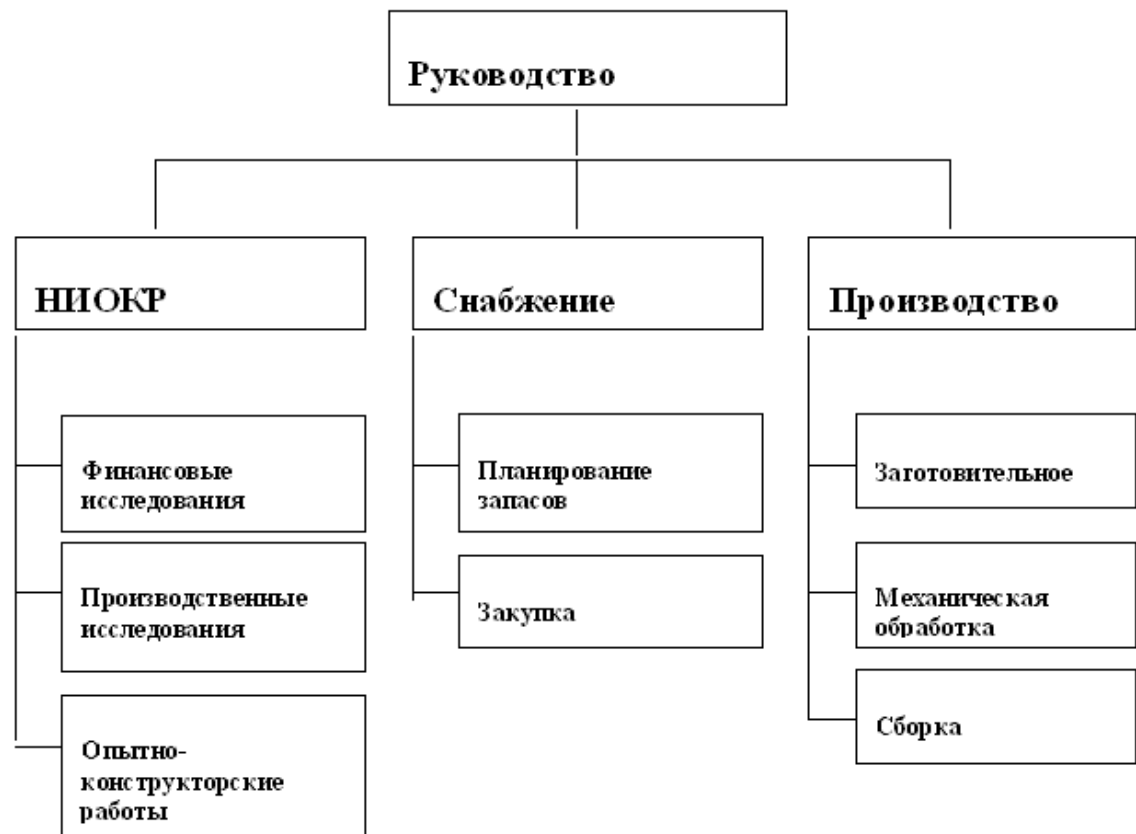 Руководство
НИОКР
Снабжение
Производство
Финансовые
исследования
Производственные
исследования
Опытно-
конструкторские
работы
Планирование
запасов
Закупка
Заготовительное
Механическая
обработка
Сборка